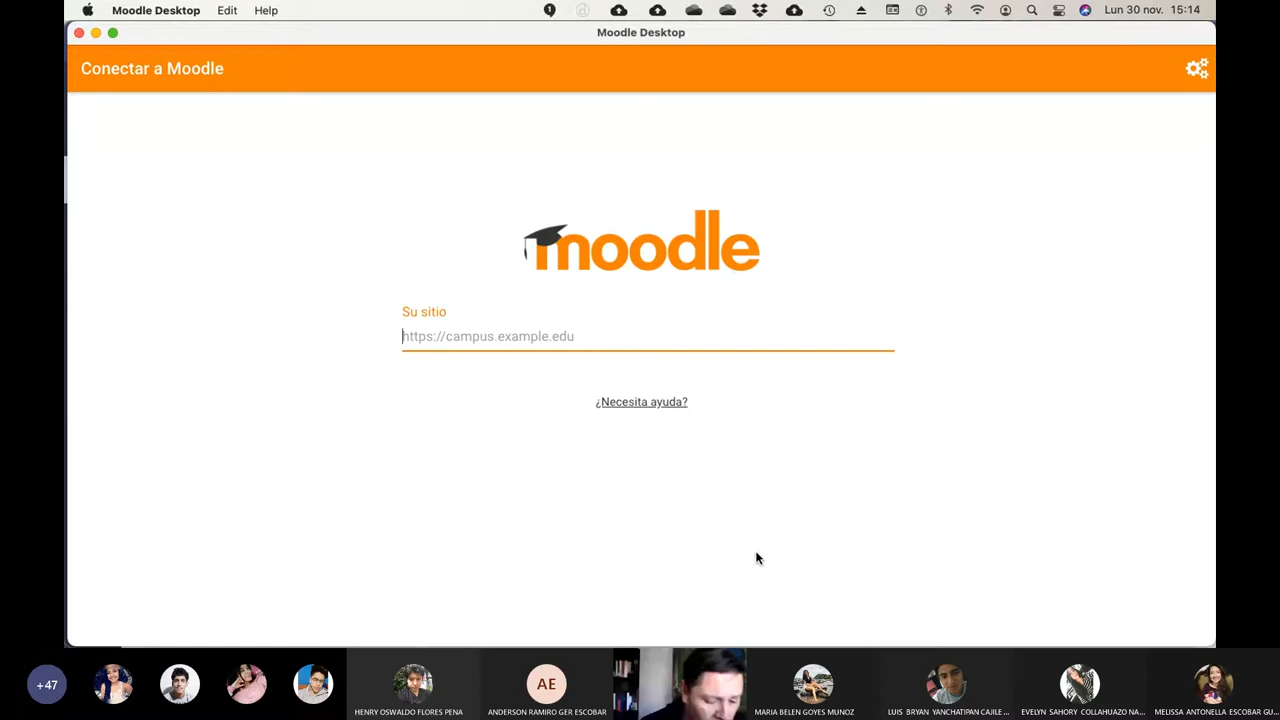 Moodle Desktop Edit Help
Lun 30 nov. 15:14
Moodle Desktop
Conectar a Moodle
moodle
Su sitio
https://campus.example.edu
¿Necesita ayuda?
+47
HENRY OSWALDO FLORES PENA
AE
ANDERSON RAMIRO GER ESCOBAR
MARIA BELEN GOYES MUNOZ
LUIS BRYAN YANCHATIPAN CAJILE ...
EVELYN SAHORY COLLAHUAZO NA...
MELISSA ANTONELLA ESCOBAR GU...